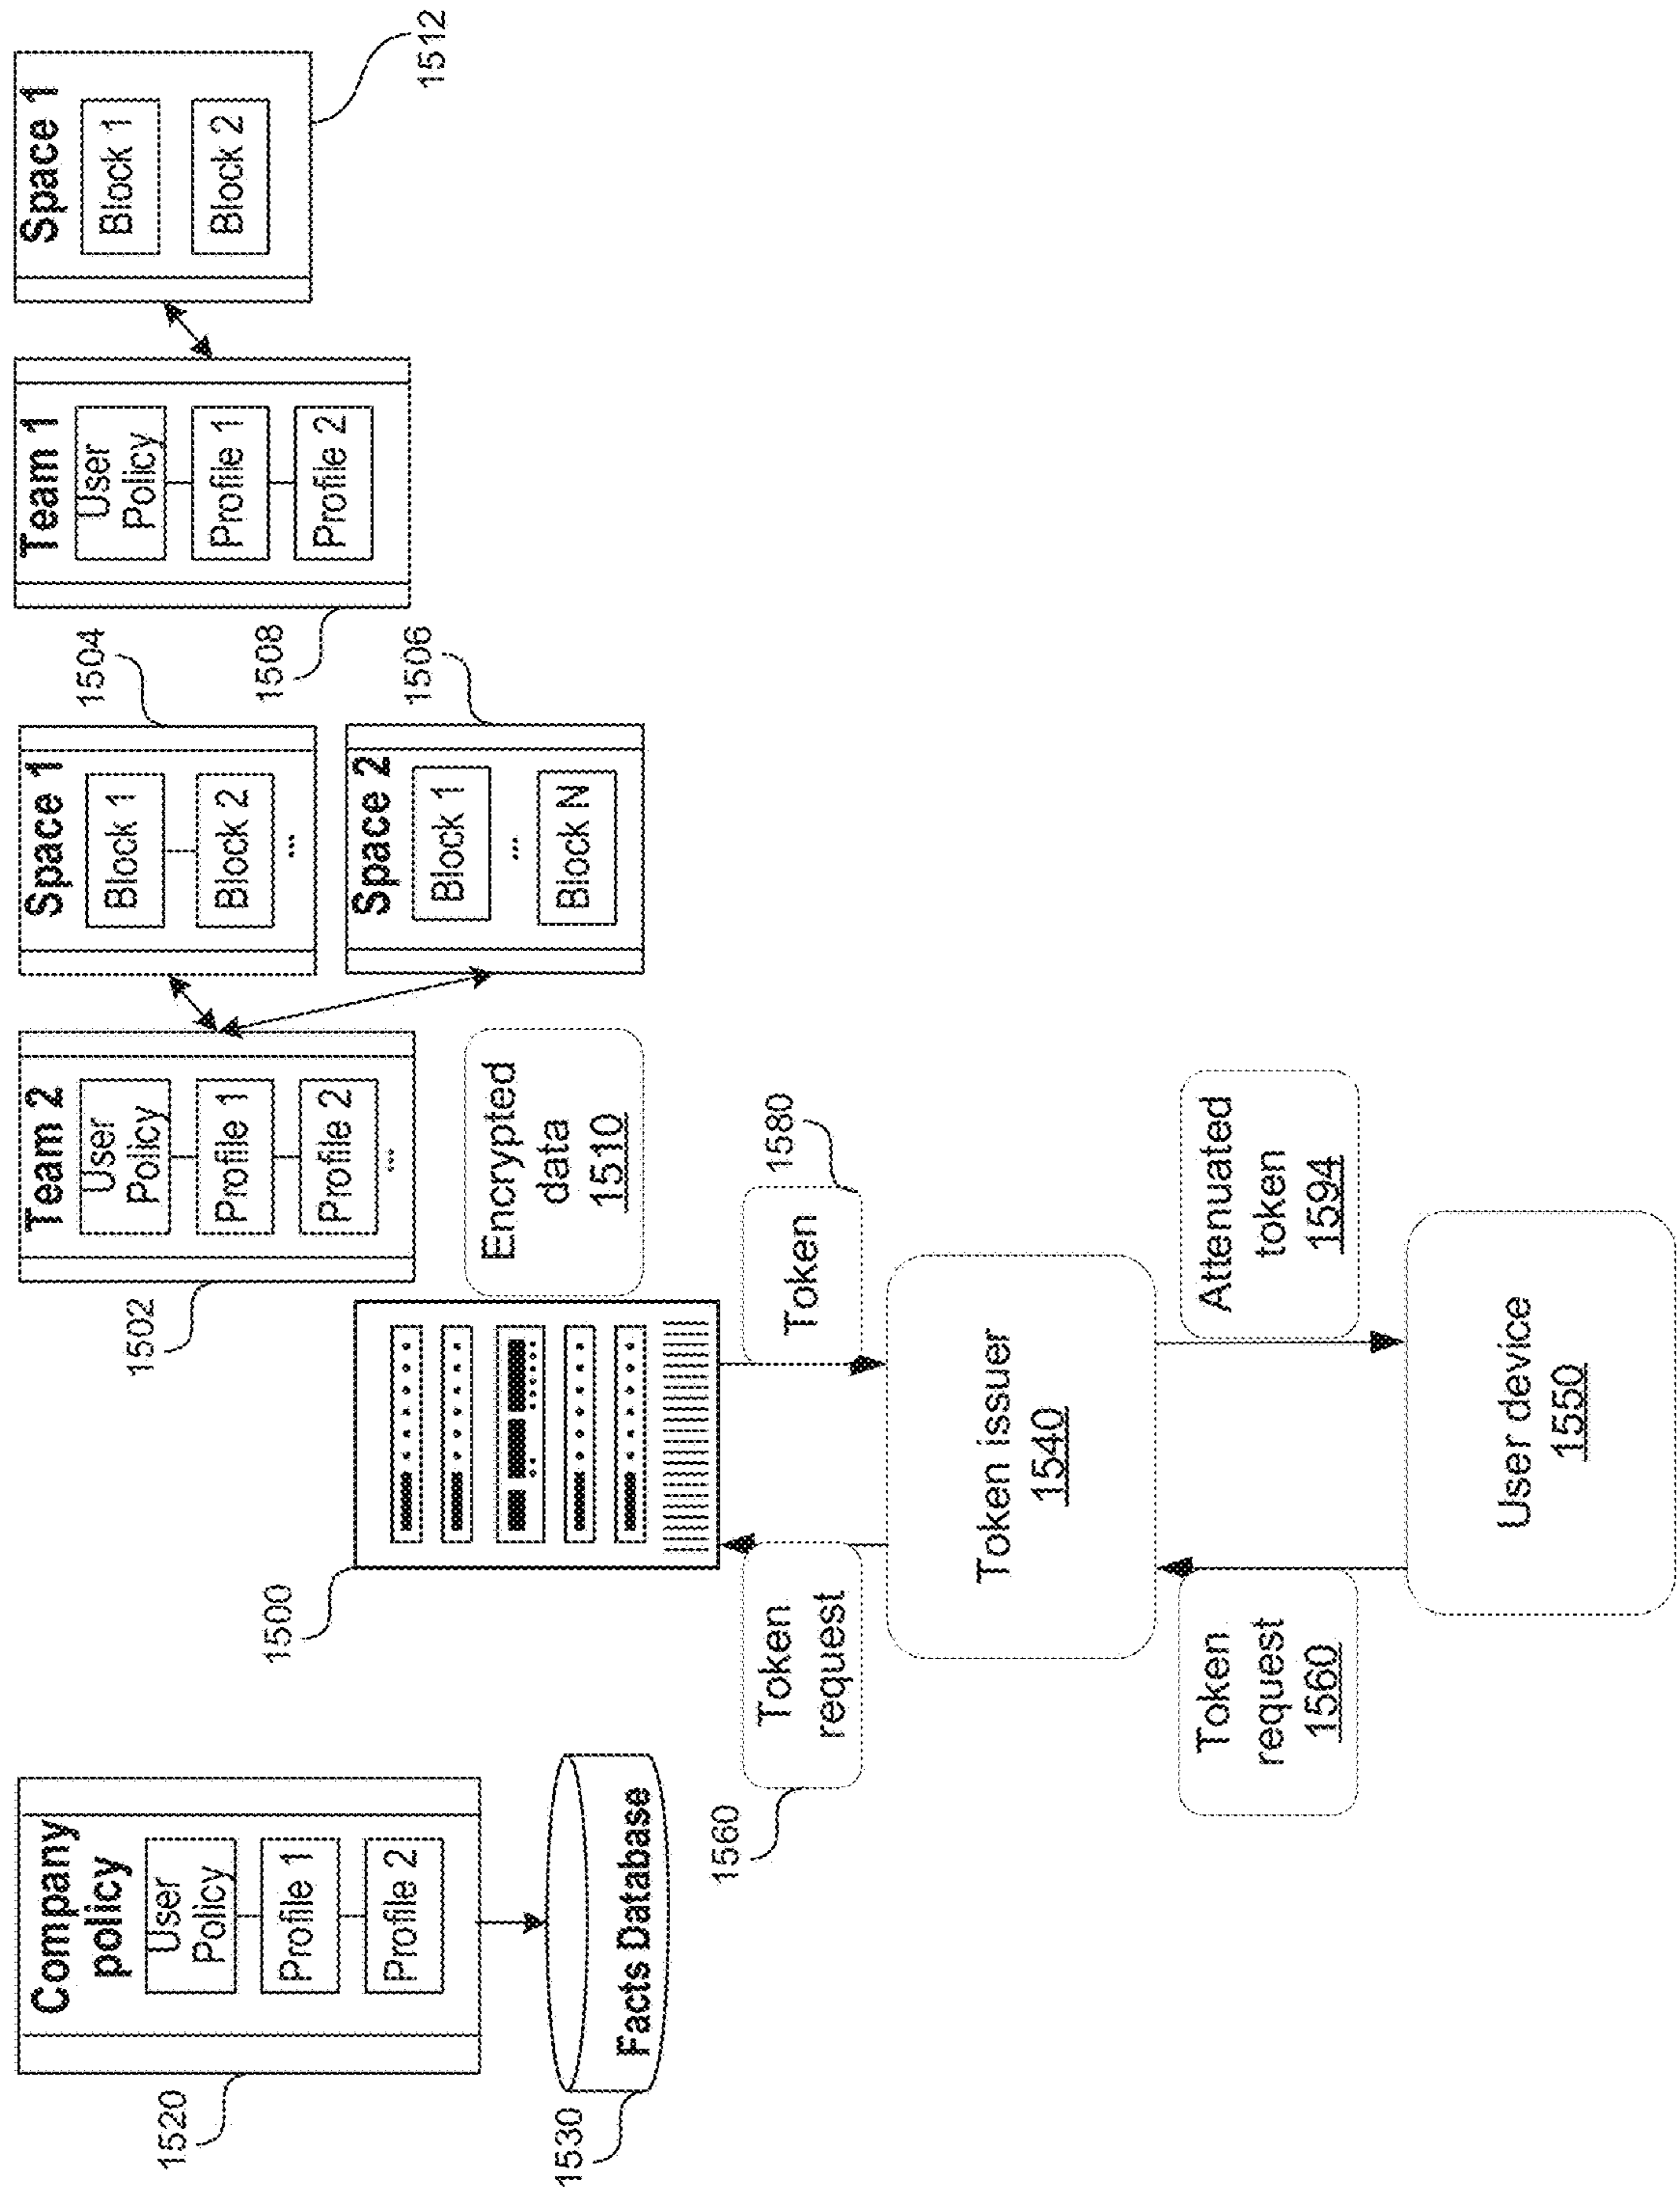 Company
policy
User
Policy
Profile 1
Profile 2
1520
Facts Database
1530
1500
Team 2
User
Policy
Profile 1
Profile 2
...
1502
Space 1
Block 1
Block 2
...
1504
Space 2
Block 1
...
Block N
1506
Team 1
User
Policy
Profile 1
Profile 2
1508
Space 1
Block 1
Block 2
1512
Encrypted
data
1510
Token
request
1560
Token
1580
Token issuer
1540
Token
request
1560
Attenuated
token
1594
User device
1550